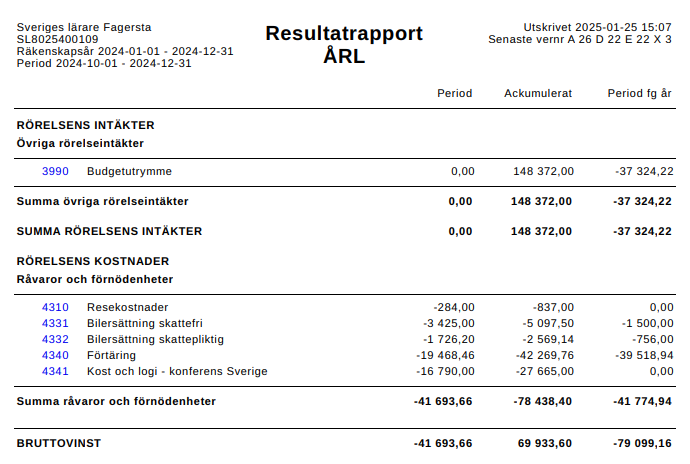 Sveriges lärare Fagersta
SL8025400109
Räkenskapsår 2024-01-01 - 2024-12-31
Period 2024-10-01 - 2024-12-31
Resultatrapport
ÅRL
Utskrivet 2025-01-25 15:07
Senaste vernr A 26 D 22 E 22 X 3
Period Ackumulerat Period fg år
RÖRELSENS INTÄKTER
Övriga rörelseintäkter
3990 Budgetutrymme 0,00 148 372,00 -37 324,22
Summa övriga rörelseintäkter 0,00 148 372,00 -37 324,22
SUMMA RÖRELSENS INTÄKTER 0,00 148 372,00 -37 324,22
RÖRELSENS KOSTNADER
Råvaror och förnödenheter
4310 Resekostnader -284,00 -837,00 0,00
4331 Bilersättning skattefri -3 425,00 -5 097,50 -1 500,00
4332 Bilersättning skattepliktig -1 726,20 -2 569,14 -756,00
4340 Förtäring -19 468,46 -42 269,76 -39 518,94
4341 Kost och logi - konferens Sverige -16 790,00 -27 665,00 0,00
Summa råvaror och förnödenheter -41 693,66 -78 438,40 -41 774,94
BRUTTOVINST -41 693,66 69 933,60 -79 099,16